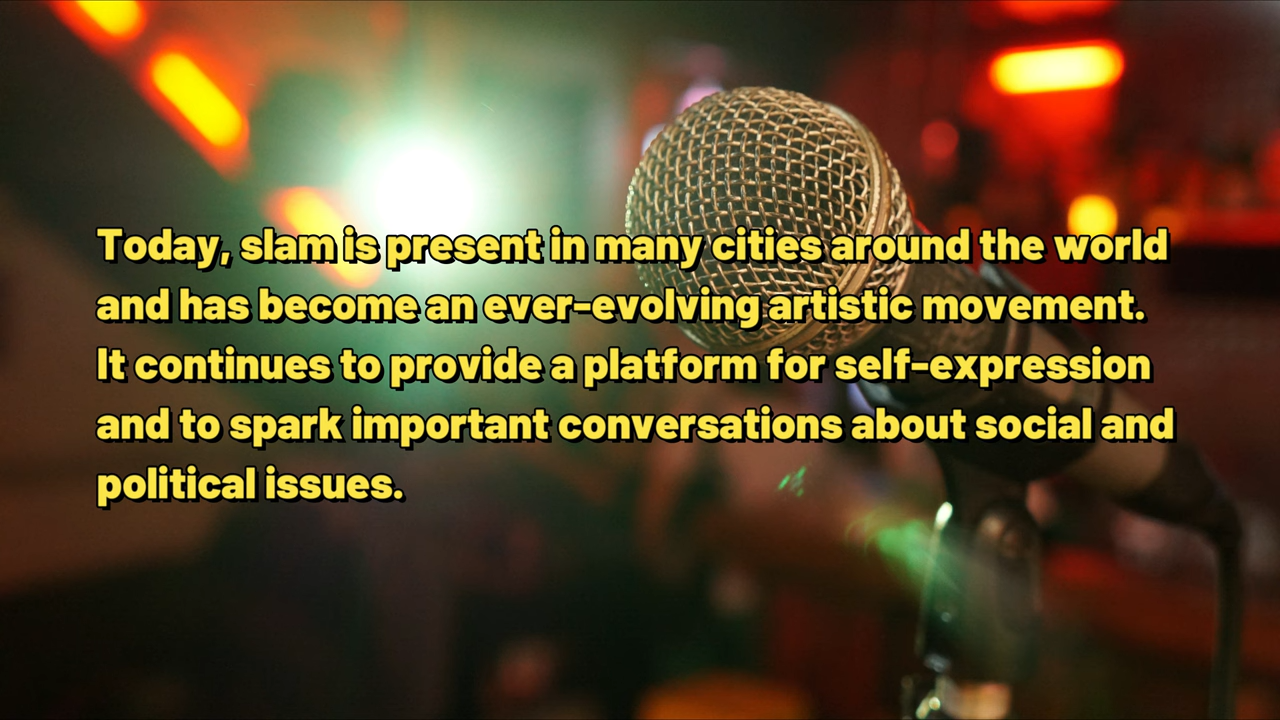 Today, slam is present in many cities around the world
and has become an ever-evolving artistic movement.
It continues to provide a platform for self-expression
and to spark important conversations about social and
political issues.